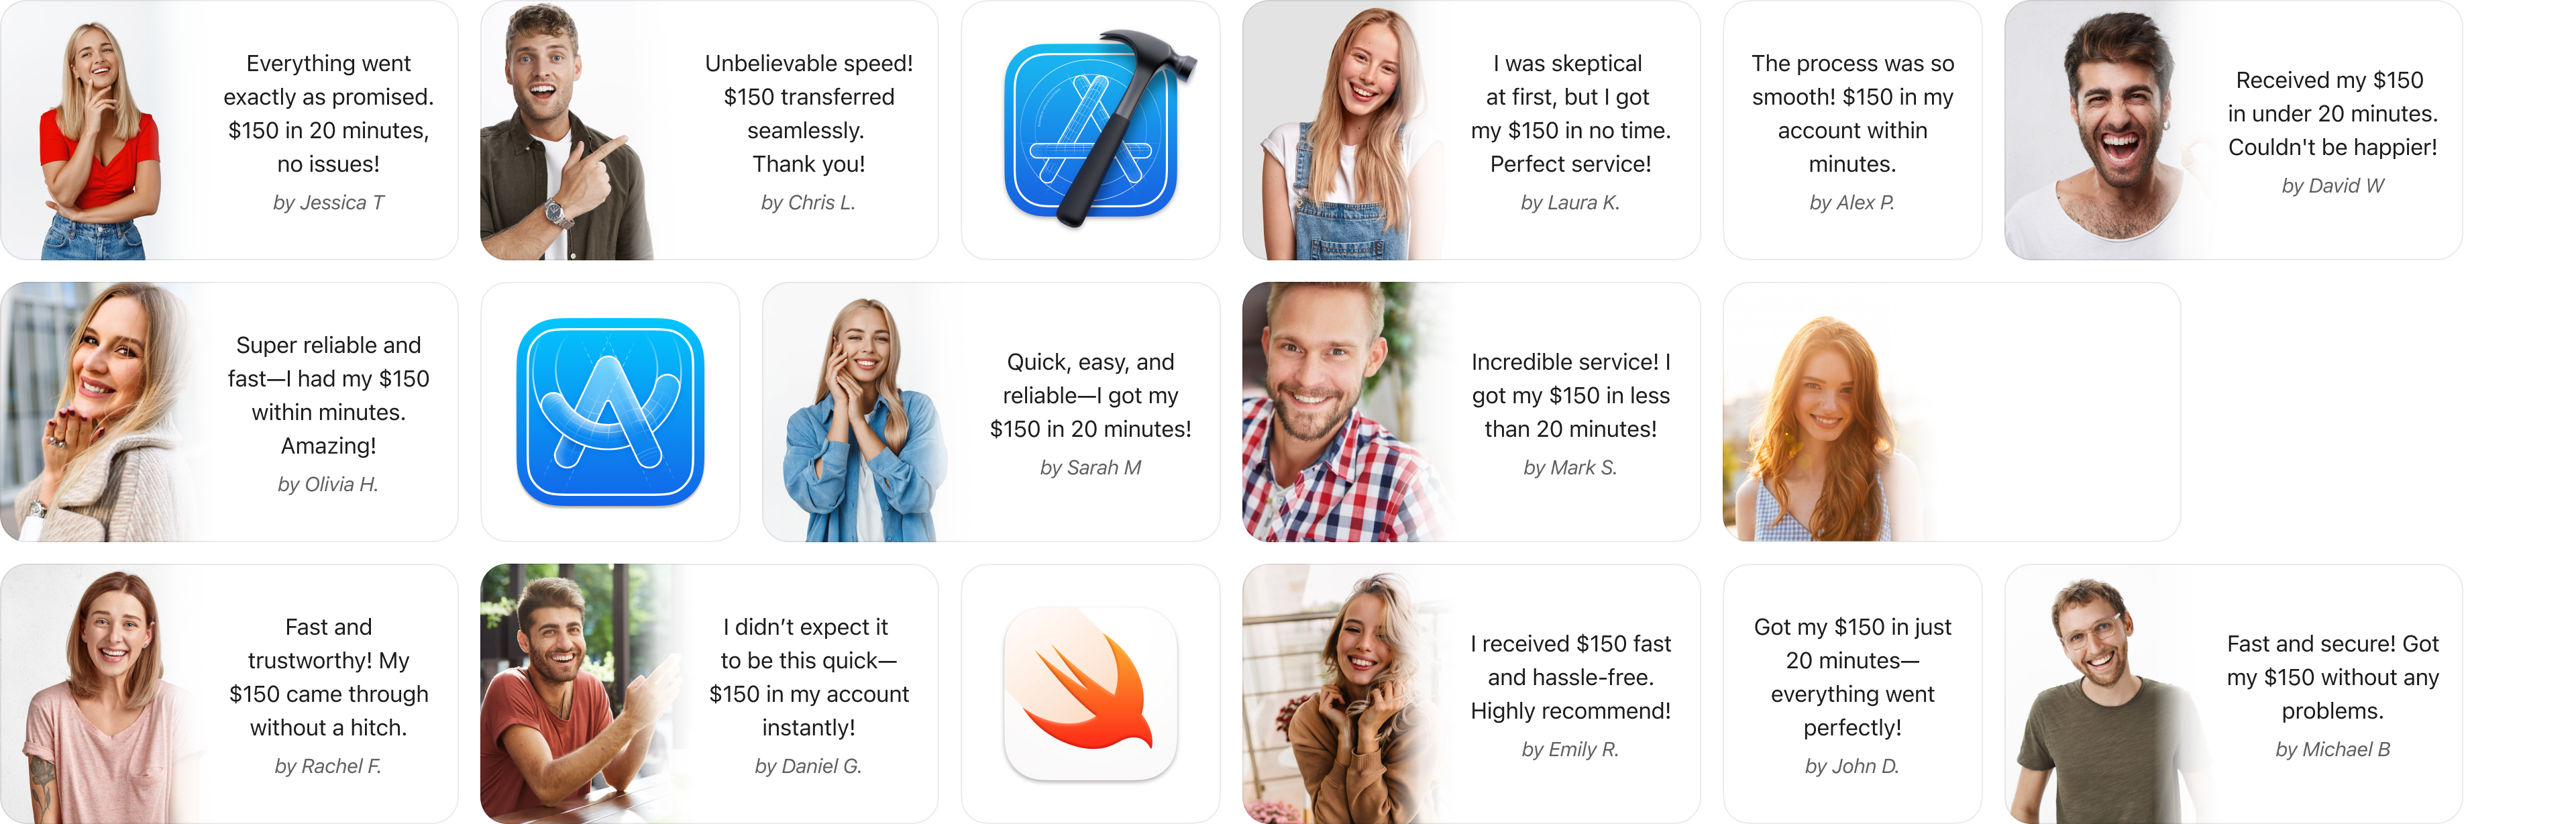 Everything went
exactly as promised.
$150 in 20 minutes,
no issues!
by Jessica T
Unbelievable speed!
$150 transferred
seamlessly.
Thank you!
by Chris L.
I was skeptical
at first, but I got
my $150 in no time.
Perfect service!
by Laura K.
The process was so
smooth! $150 in my
account within
minutes.
by Alex P.
Received my $150
in under 20 minutes.
Couldn't be happier!
by David W
Super reliable and
fast—I had my $150
within minutes.
Amazing!
by Olivia H.
Quick, easy, and
reliable—I got my
$150 in 20 minutes!
by Sarah M
Incredible service! I
got my $150 in less
than 20 minutes!
by Mark S.
Fast and
trustworthy! My
$150 came through
without a hitch.
by Rachel F.
I didn’t expect it
to be this quick—
$150 in my account
instantly!
by Daniel G.
I received $150 fast
and hassle-free.
Highly recommend!
by Emily R.
Got my $150 in just
20 minutes—
everything went
perfectly!
by John D.
Fast and secure! Got
my $150 without any
problems.
by Michael B